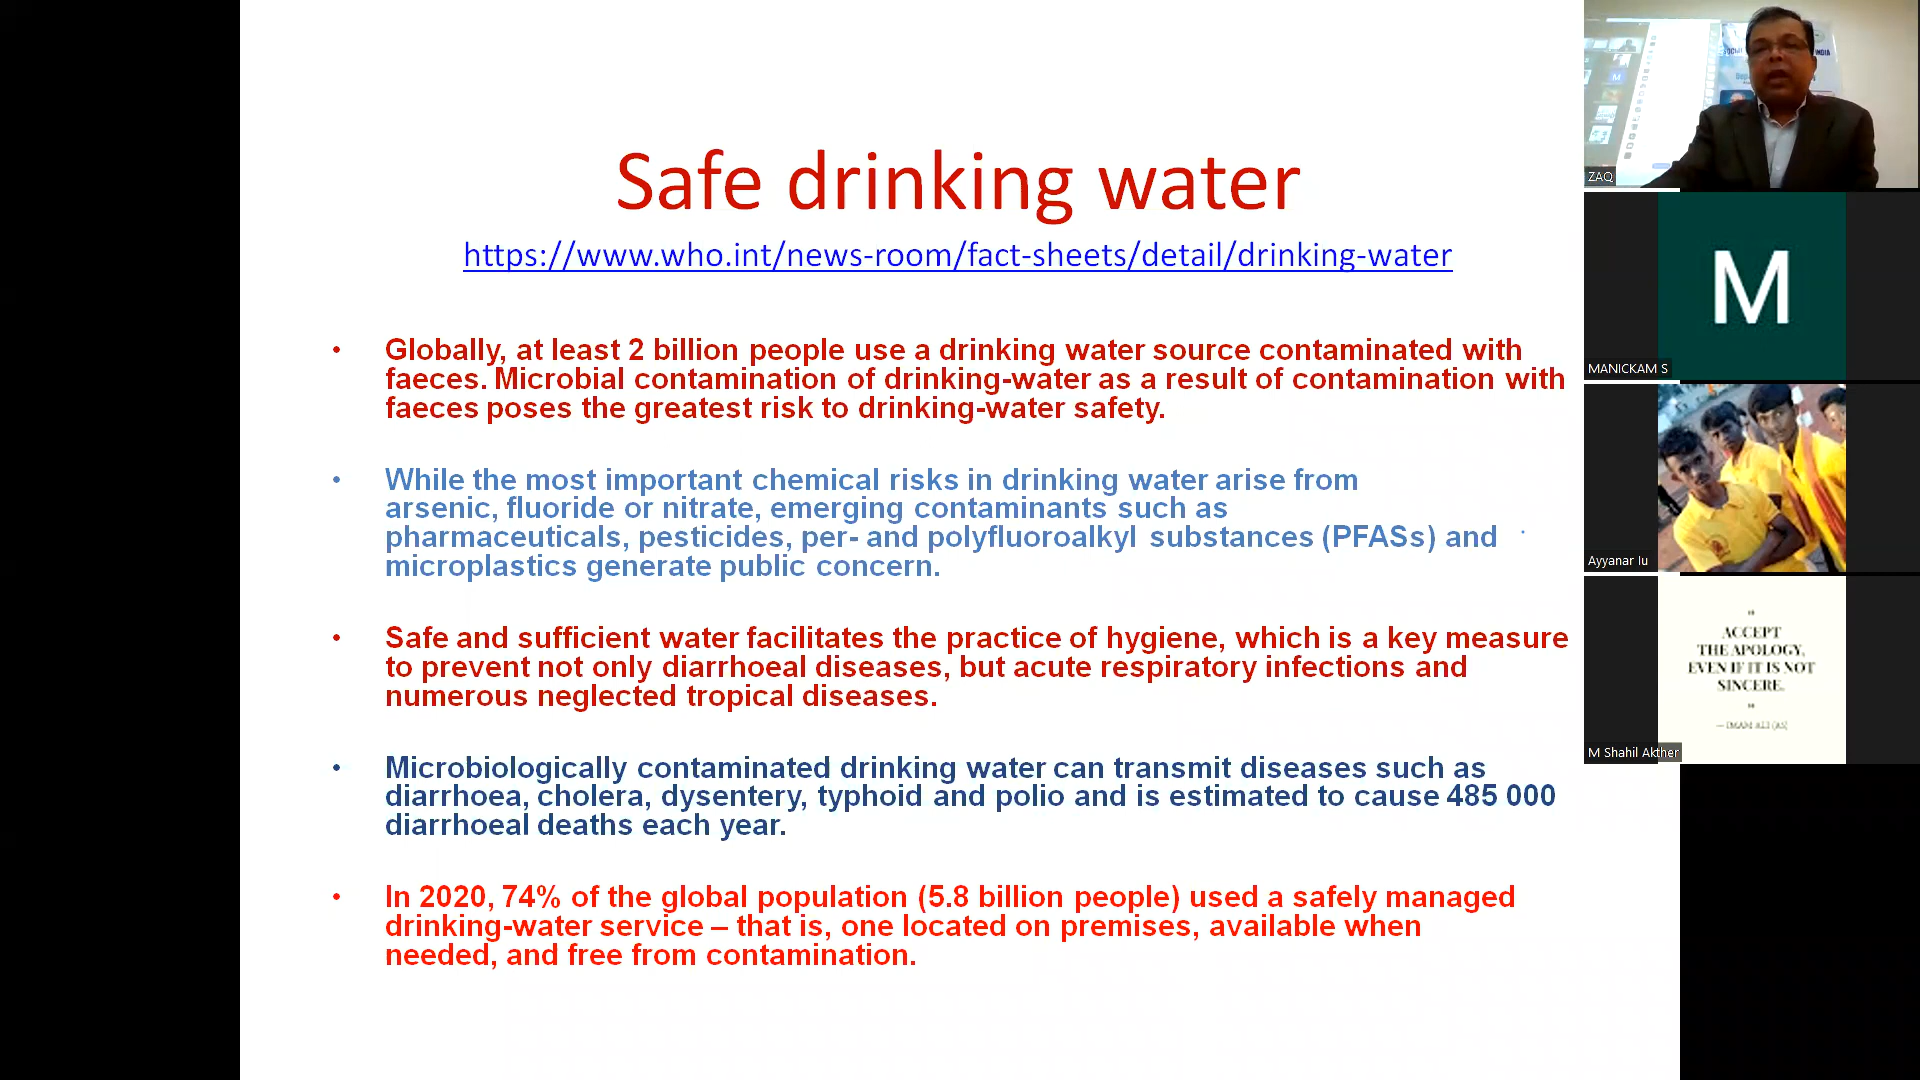 Safe drinking water
https://www.who.int/news-room/fact-sheets/detail/drinking-water
• Globally, at least 2 billion people use a drinking water source contaminated with
faeces. Microbial contamination of drinking-water as a result of contamination with
faeces poses the greatest risk to drinking-water safety.
• While the most important chemical risks in drinking water arise from
arsenic, fluoride or nitrate, emerging contaminants such as
pharmaceuticals, pesticides, per- and polyfluoroalkyl substances (PFASs) and
microplastics generate public concern.
• Safe and sufficient water facilitates the practice of hygiene, which is a key measure
to prevent not only diarrhoeal diseases, but acute respiratory infections and
numerous neglected tropical diseases.
• Microbiologically contaminated drinking water can transmit diseases such as
diarrhoea, cholera, dysentery, typhoid and polio and is estimated to cause 485 000
diarrhoeal deaths each year.
• In 2020, 74% of the global population (5.8 billion people) used a safely managed
drinking-water service – that is, one located on premises, available when
needed, and free from contamination.
INDIA
M
ZAQ
M
MANICKAM S
Ayyanar Iu
"
ACCEPT
THE APOLOGY,
EVEN IF IT IS NOT
SINCERE.
"
— IMAM ALI (AS)
M Shahil Akther